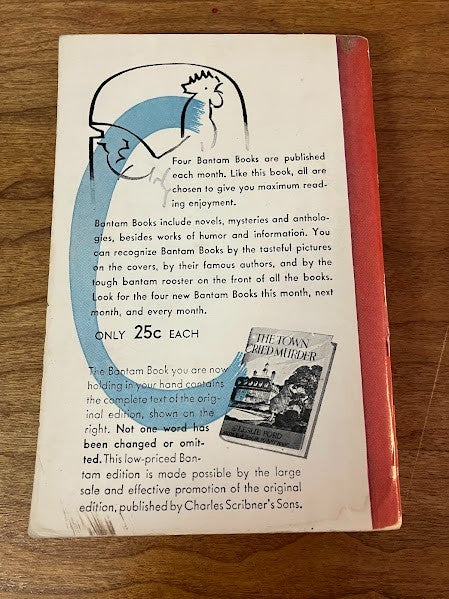 Four Bantam Books are published
each month. Like this book, all are
chosen to give you maximum read-
ing enjoyment.
Bantam Books include novels, mysteries and antholo-
gies, besides works of humor and information. You
can recognize Bantam Books by the tasteful pictures
on the covers, by their famous authors, and by the
tough bantam rooster on the front of all the books.
Look for the four new Bantam Books this month, next
month, and every month.
ONLY 25c EACH
The Bantam Book you are now
holding in your hand contains
the complete text of the orig-
inal edition, shown on the
right. Not one word has
been changed or omit-
ted. This low-priced Ban-
tam edition is made possible by the large
sale and effective promotion of the original
edition, published by Charles Scribner's Sons.
THE TOWN
CRIED MURDER
LESLIE FORD